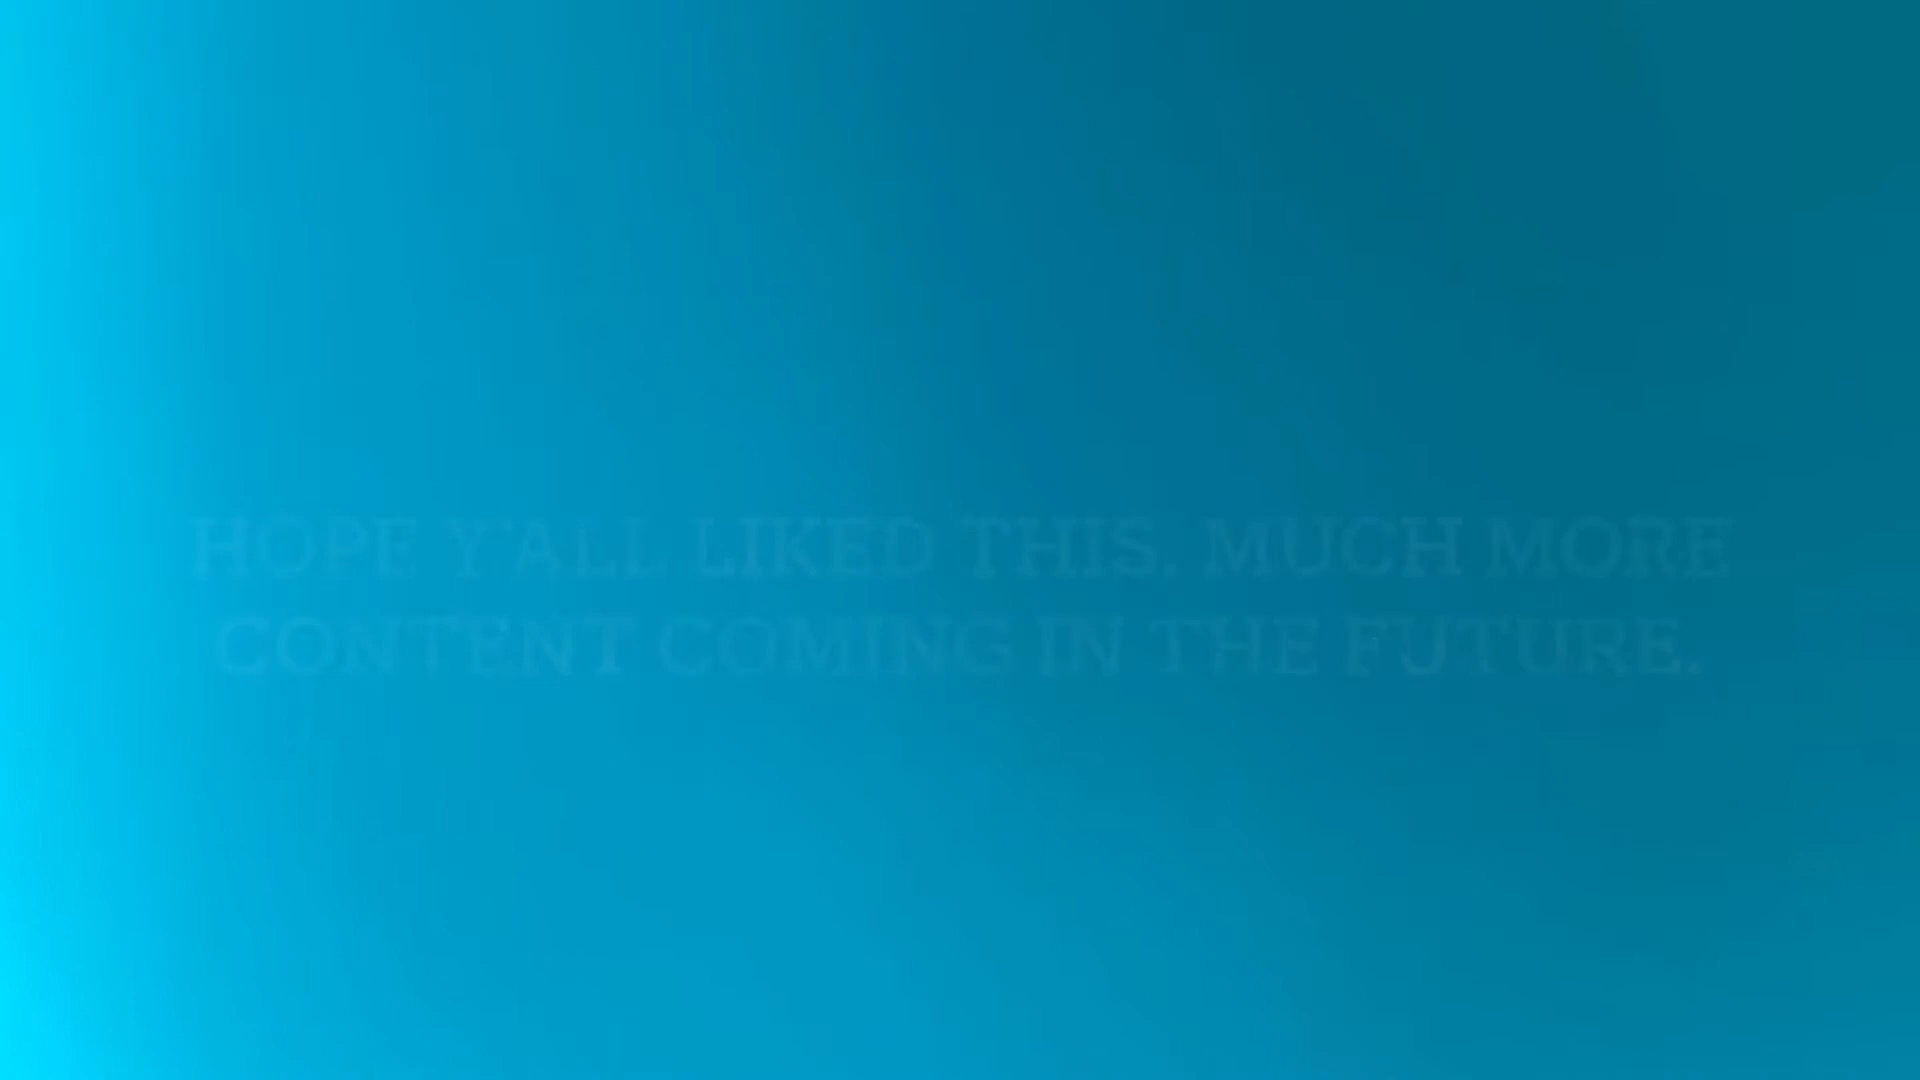 HOPE Y'ALL LIKED THIS. MUCH MORE
CONTENT COMING IN THE FUTURE.